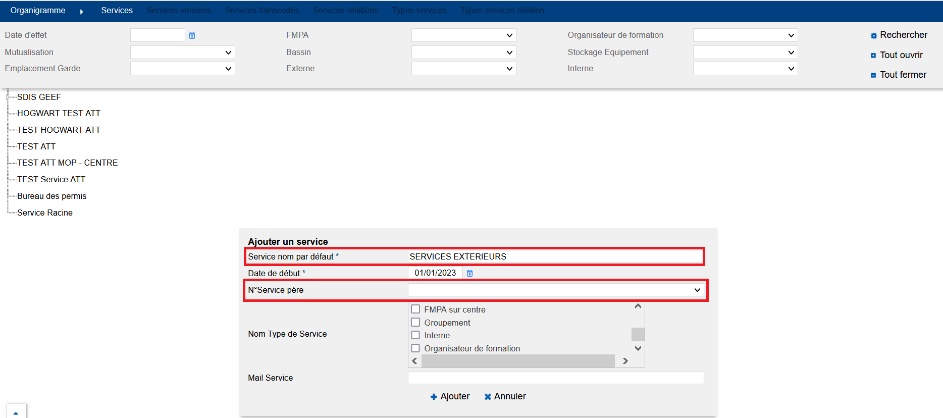 Organigramme Services Services versions Services transcodés Services relations Types services Types services relation
Date d'effet FMPA Organisateur de formation Rechercher
Mutualisation Bassin Stockage Equipement Tout ouvrir
Emplacement Garde Externe Interne Tout fermer
SDIS GEEF
HOGWART TEST ATT
TEST HOGWART ATT
TEST ATT
TEST ATT MOP - CENTRE
TEST Service ATT
Bureau des permis
Service Racine
Ajouter un service
Service nom par défaut * SERVICES EXTERIEURS
Date de début * 01/01/2023
N°Service père
FMPA sur centre
Groupement
Nom Type de Service Interne
Organisateur de formation
Mail Service
Ajouter Annuler